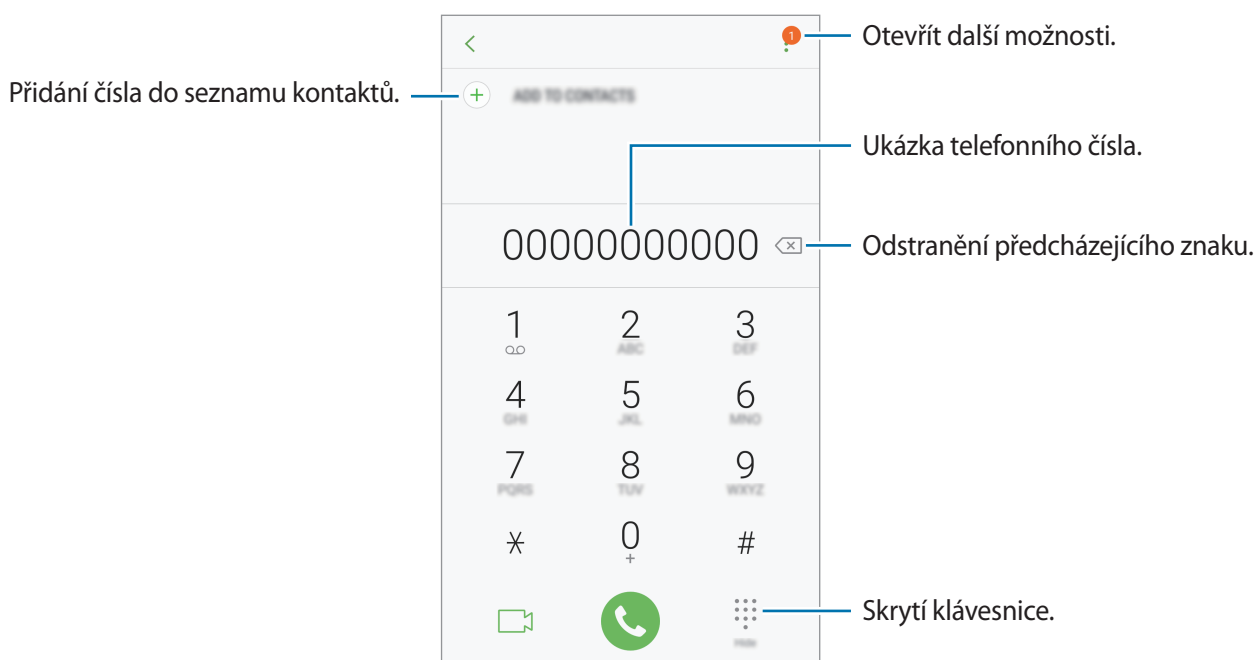 1
Otevřít další možnosti.
Přidání čísla do seznamu kontaktů.
ADD TO CONTACTS
Ukázka telefonního čísla.
00000000000
Odstranění předcházejícího znaku.
1 2 3
ABC DEF
4 5 6
GHI JKL MNO
7 8 9
PQRS TUV WXYZ
* 0 #
+
Skrytí klávesnice.
Hide